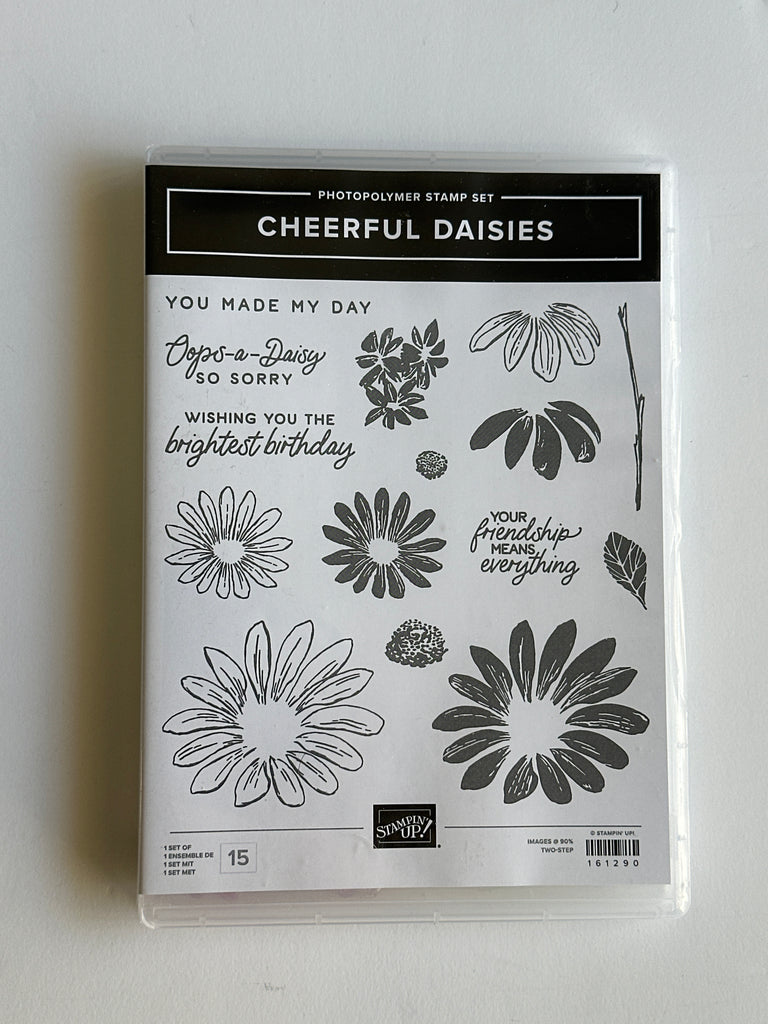 PHOTOPOLYMER STAMP SET
CHEERFUL DAISIES
YOU MADE MY DAY
Oops-a-Daisy
SO SORRY
WISHING YOU THE
brightest birthday
YOUR
friendship
MEANS
everything
STAMPIN'
UP!
1 SET OF
1 ENSEMBLE DE
1 SET MIT
1 SET MET
15
IMAGES @ 90%
TWO-STEP
© STAMPIN' UP!
161290